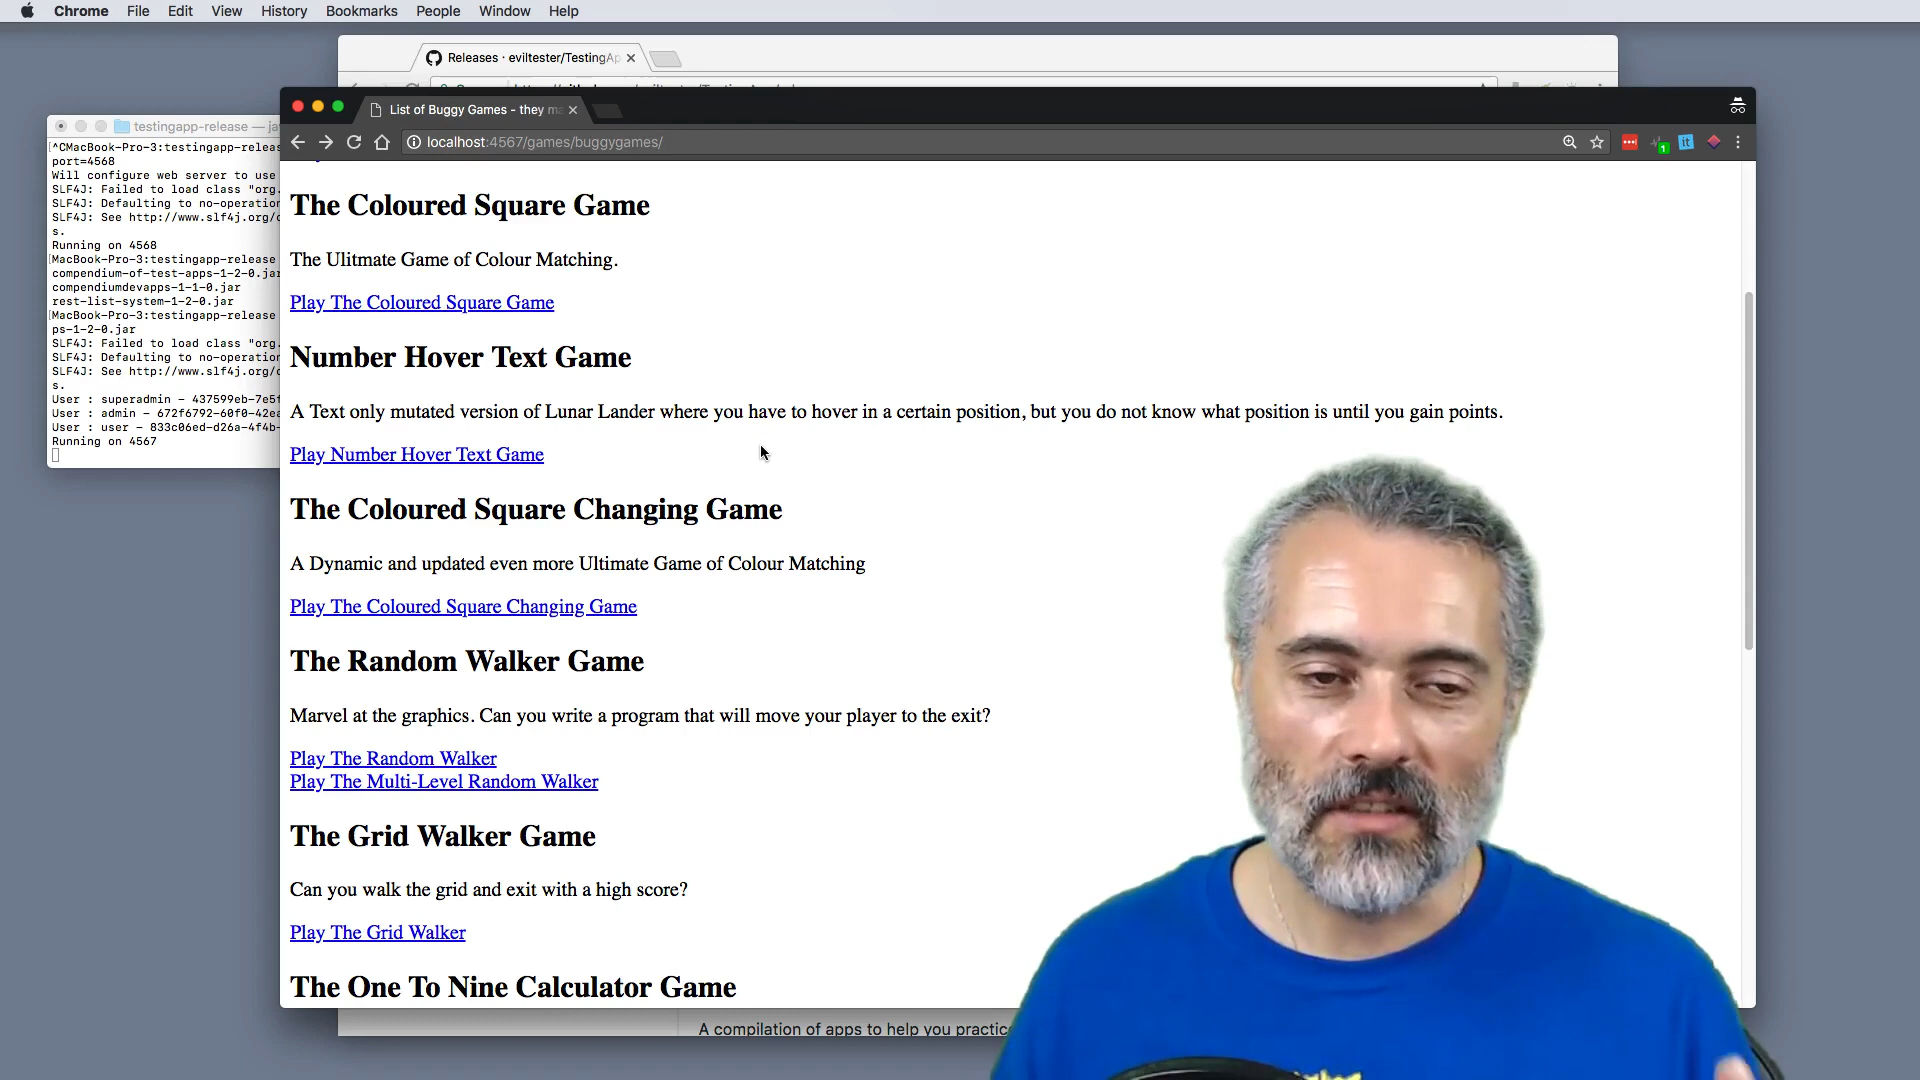 Chrome File Edit View History Bookmarks People Window Help
Releases · eviltester/TestingAp
testingapp-release — ja
^CMacBook-Pro-3:testingapp-releas
port=4568
Will configure web server to use
SLF4J: Failed to load class "org.
SLF4J: Defaulting to no-operation
SLF4J: See http://www.slf4j.org/c
s.
Running on 4568
[MacBook-Pro-3:testingapp-release
compendium-of-test-apps-1-2-0.jar
compendiumdevapps-1-1-0.jar
rest-list-system-1-2-0.jar
[MacBook-Pro-3:testingapp-release
ps-1-2-0.jar
SLF4J: Failed to load class "org.
SLF4J: Defaulting to no-operation
SLF4J: See http://www.slf4j.org/c
s.
User : superadmin - 437599eb-7e5f
User : admin - 672f6792-60f0-42ea
User : user - 833c06ed-d26a-4f4b-
Running on 4567
List of Buggy Games - they ma
localhost:4567/games/buggygames/
it
1
The Coloured Square Game
The Ulitmate Game of Colour Matching.
Play The Coloured Square Game
Number Hover Text Game
A Text only mutated version of Lunar Lander where you have to hover in a certain position, but you do not know what position is until you gain points.
Play Number Hover Text Game
The Coloured Square Changing Game
A Dynamic and updated even more Ultimate Game of Colour Matching
Play The Coloured Square Changing Game
The Random Walker Game
Marvel at the graphics. Can you write a program that will move your player to the exit?
Play The Random Walker
Play The Multi-Level Random Walker
The Grid Walker Game
Can you walk the grid and exit with a high score?
Play The Grid Walker
The One To Nine Calculator Game
A compilation of apps to help you practic